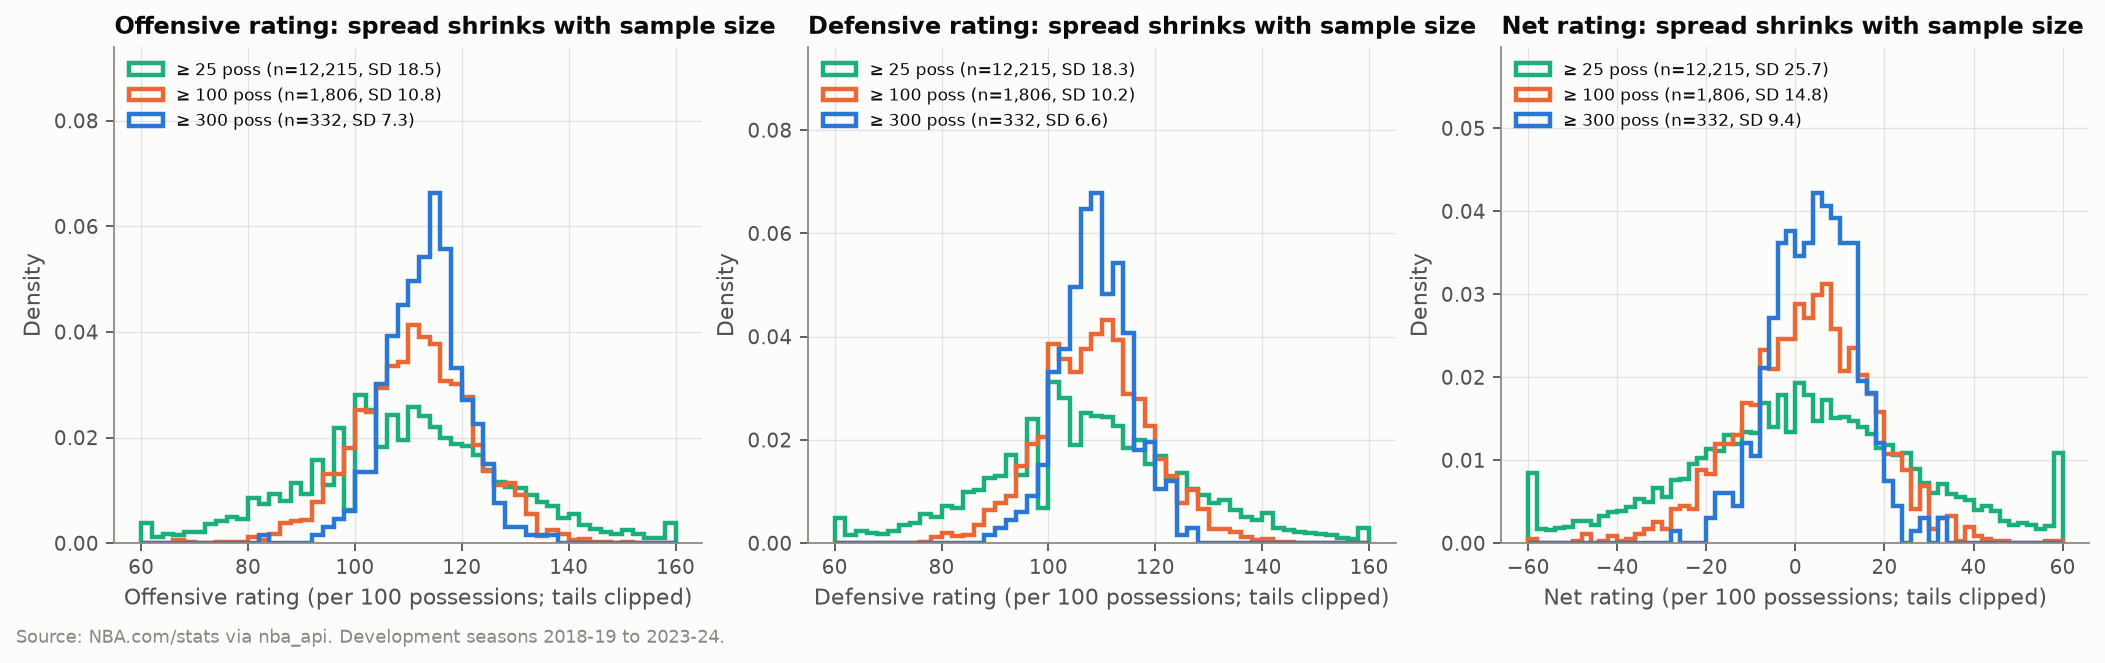 Offensive rating: spread shrinks with sample size
≥ 25 poss (n=12,215, SD 18.5)
≥ 100 poss (n=1,806, SD 10.8)
≥ 300 poss (n=332, SD 7.3)
0.08
0.06
0.04
0.02
0.00
Density
60 80 100 120 140 160
Offensive rating (per 100 possessions; tails clipped)
Defensive rating: spread shrinks with sample size
≥ 25 poss (n=12,215, SD 18.3)
≥ 100 poss (n=1,806, SD 10.2)
≥ 300 poss (n=332, SD 6.6)
0.08
0.06
0.04
0.02
0.00
Density
60 80 100 120 140 160
Defensive rating (per 100 possessions; tails clipped)
Net rating: spread shrinks with sample size
≥ 25 poss (n=12,215, SD 25.7)
≥ 100 poss (n=1,806, SD 14.8)
≥ 300 poss (n=332, SD 9.4)
0.05
0.04
0.03
0.02
0.01
0.00
Density
−60 −40 −20 0 20 40 60
Net rating (per 100 possessions; tails clipped)
Source: NBA.com/stats via nba_api. Development seasons 2018-19 to 2023-24.